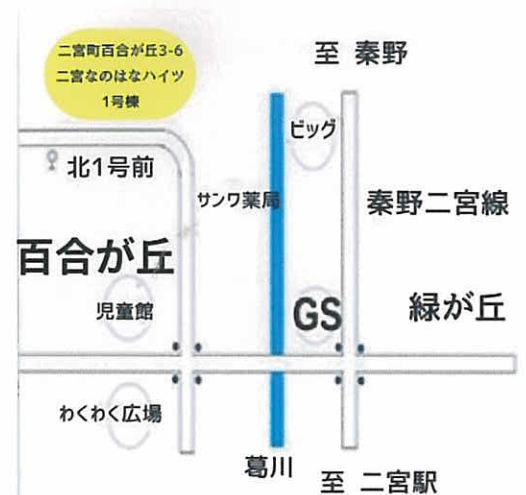 二宮町百合が丘3-6
二宮なのはなハイツ
1号棟
至 秦野
ビッグ
北1号前
サンワ薬局
秦野二宮線
百合が丘
児童館
GS
緑が丘
わくわく広場
葛川
至 二宮駅